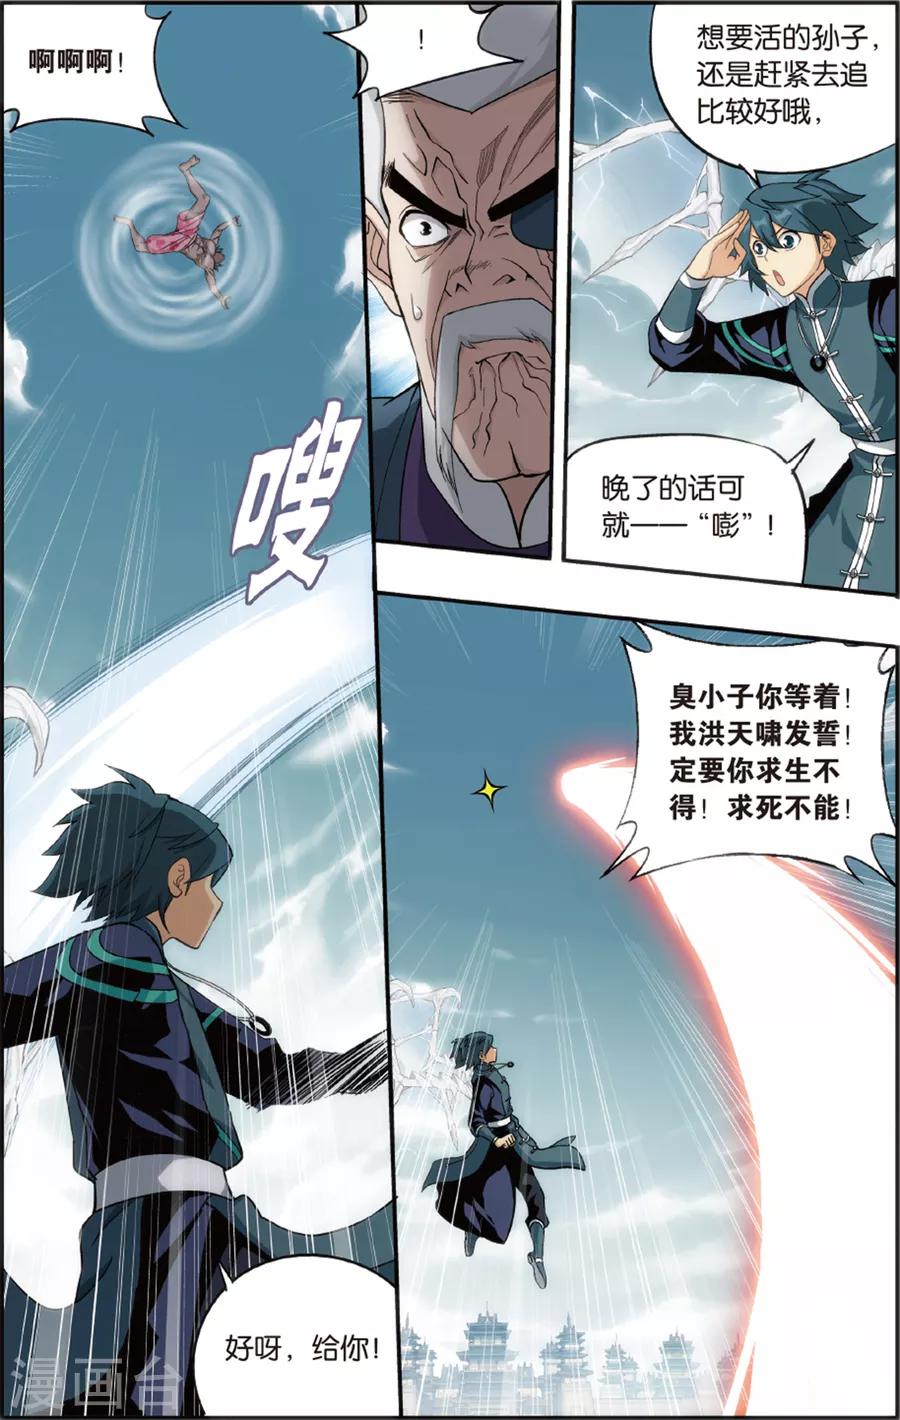 啊啊啊！
嗖
好呀，给你！
！
想要活的孙子，
还是赶紧去追
比较好哦，
晚了的话可
就——“嘭”！
臭小子你等着！
我洪天啸发誓！
定要你求生不
得！求死不能！
漫画台